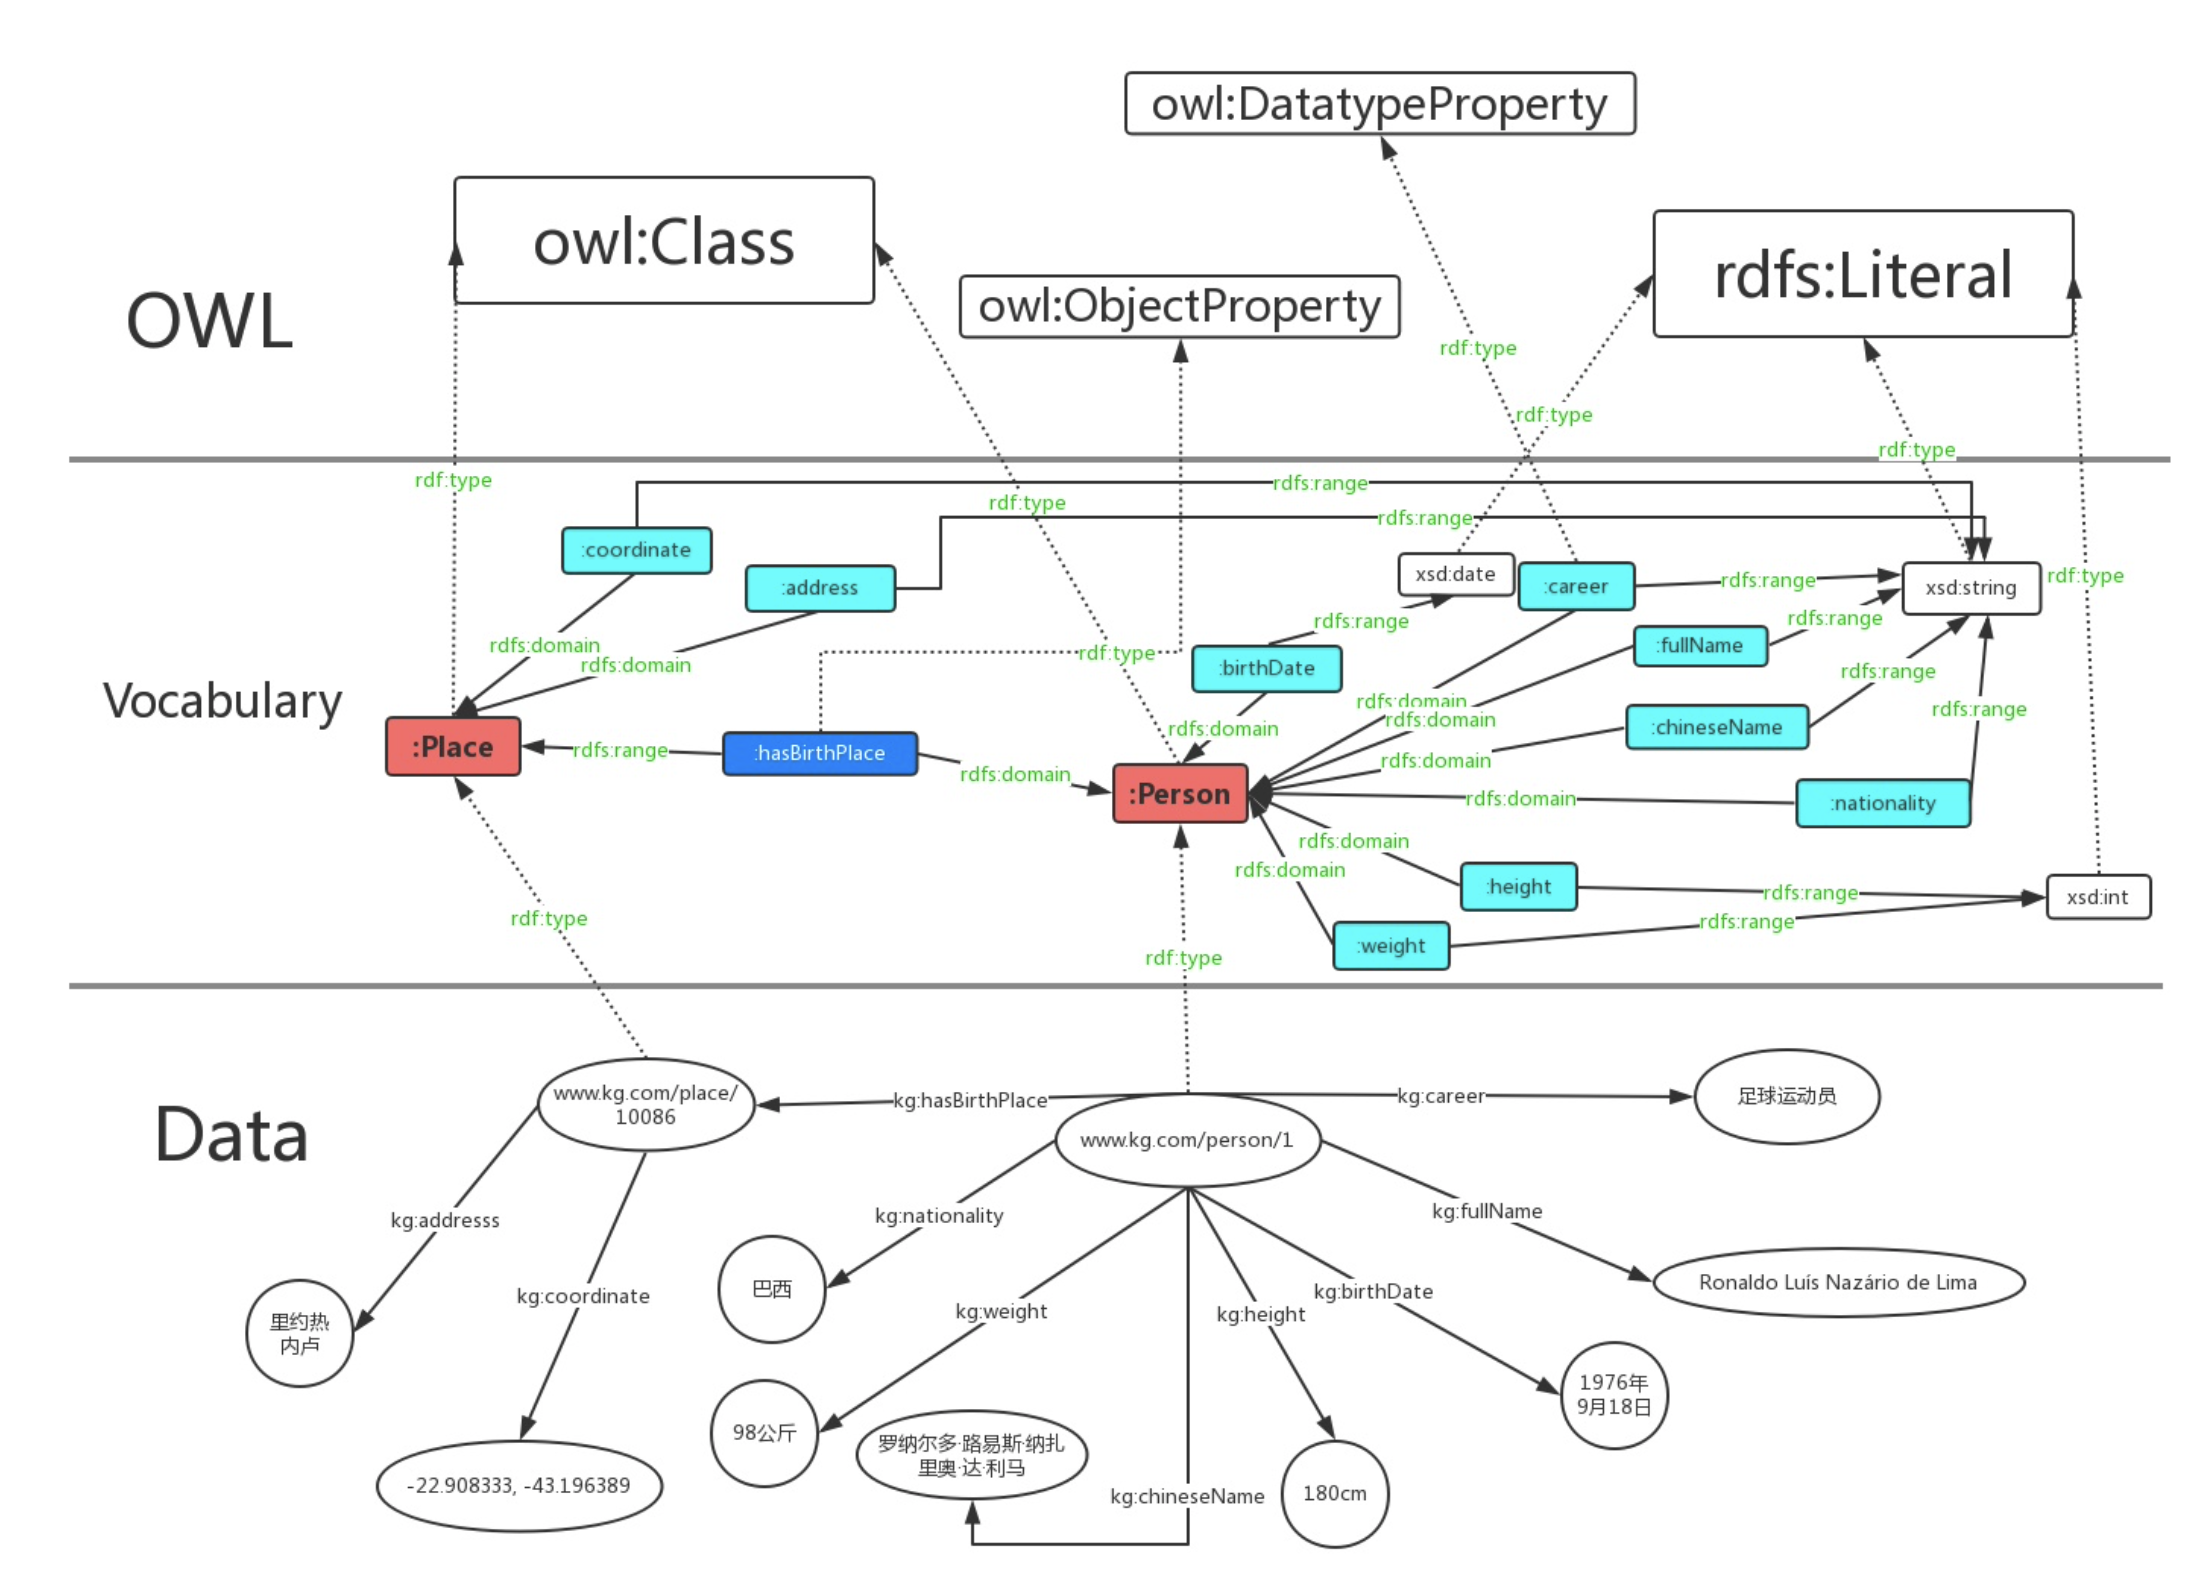 owl:DatatypeProperty
owl:Class
rdfs:Literal
owl:ObjectProperty
OWL
rdf:type
rdf:type
rdf:type
rdf:type
rdfs:range
rdf:type
rdfs:range
:coordinate
:address
xsd:date
:career
rdfs:range
xsd:string
rdf:type
rdfs:range
rdfs:range
rdfs:domain
rdfs:domain
rdf:type
:birthDate
:fullName
rdfs:range
Vocabulary
rdfs:domain
rdfs:domain
rdfs:domain
rdfs:range
:chineseName
:Place
rdfs:range
:hasBirthPlace
rdfs:domain
rdfs:domain
:Person
rdfs:domain
:nationality
rdfs:domain
rdfs:domain
:height
rdfs:range
xsd:int
rdf:type
rdfs:range
:weight
rdf:type
www.kg.com/place/
10086
kg:hasBirthPlace
kg:career
足球运动员
Data
www.kg.com/person/1
kg:addresss
kg:nationality
kg:fullName
kg:coordinate
巴西
kg:weight
kg:height
kg:birthDate
Ronaldo Luís Nazário de Lima
里约热
内卢
98公斤
罗纳尔多·路易斯·纳扎
里奥·达·利马
1976年
9月18日
-22.908333, -43.196389
kg:chineseName
180cm